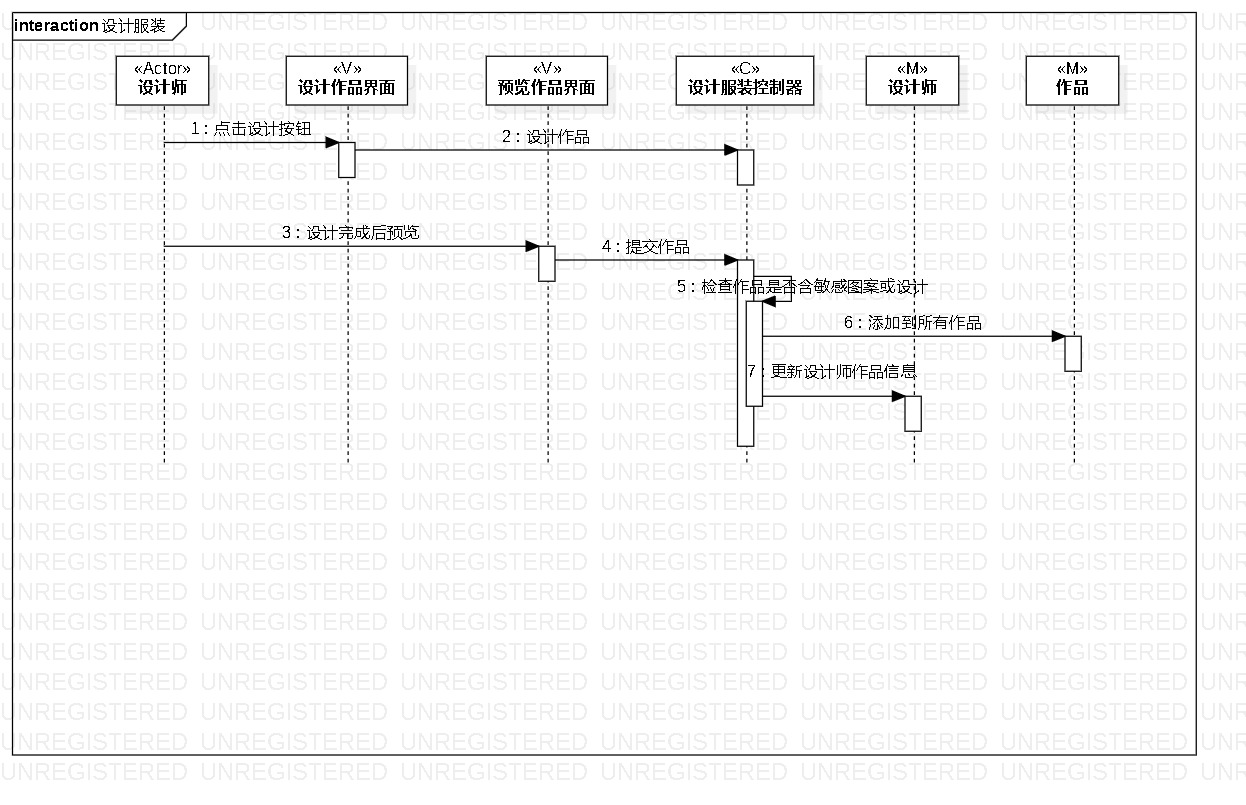 interaction 设计服装
«Actor»
设计师
«V»
设计作品界面
«V»
预览作品界面
«C»
设计服装控制器
«M»
设计师
«M»
作品
1 : 点击设计按钮
2 : 设计作品
3 : 设计完成后预览
4 : 提交作品
5 : 检查作品是否含敏感图案或设计
6 : 添加到所有作品
7 : 更新设计师作品信息
UNREGISTERED